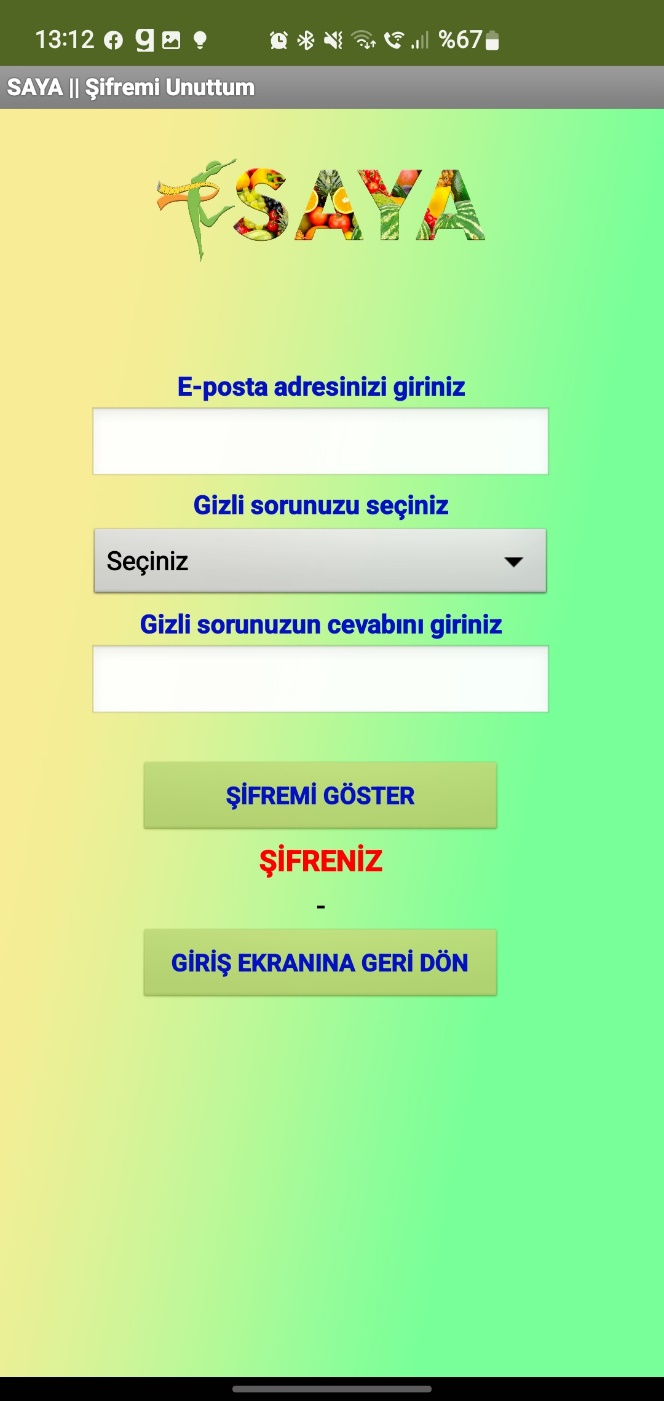 13:12 %67
SAYA || Şifremi Unuttum
SAYA
E-posta adresinizi giriniz
Gizli sorunuzu seçiniz
Seçiniz
Gizli sorunuzun cevabını giriniz
ŞİFREMİ GÖSTER
ŞİFRENİZ
-
GİRİŞ EKRANINA GERİ DÖN